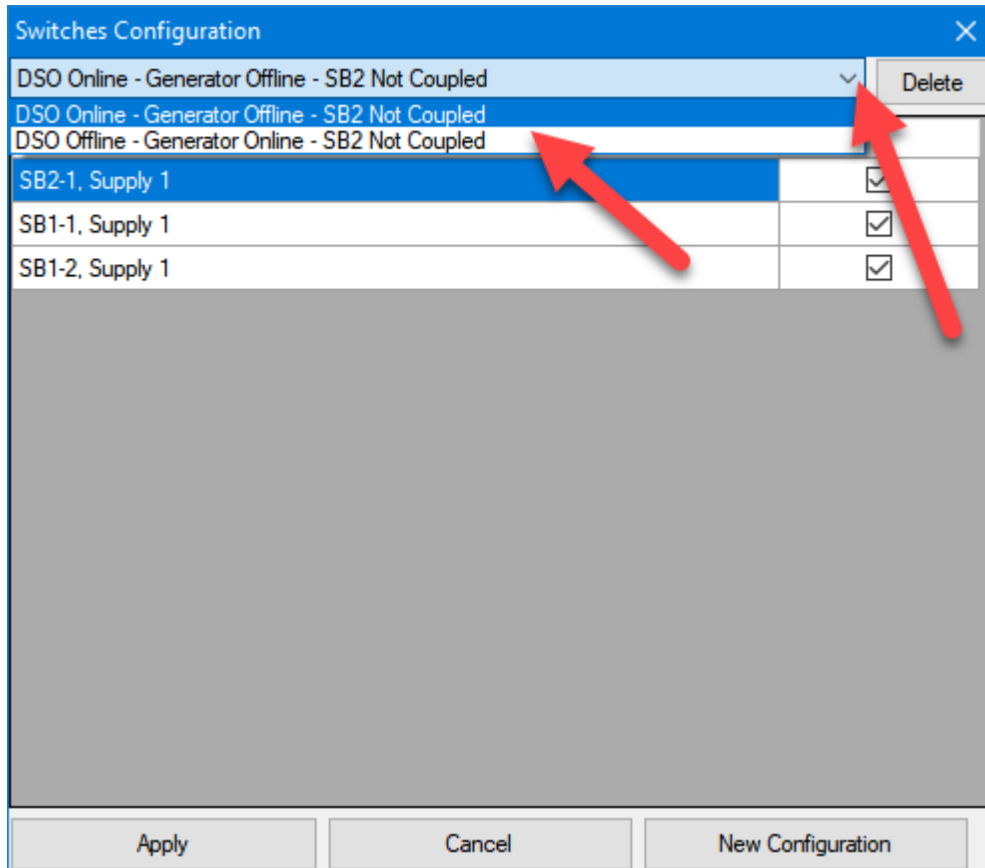 Switches Configuration
DSO Online - Generator Offline - SB2 Not Coupled
Delete
DSO Online - Generator Offline - SB2 Not Coupled
DSO Offline - Generator Online - SB2 Not Coupled
SB2-1, Supply 1
SB1-1, Supply 1
SB1-2, Supply 1
Apply
Cancel
New Configuration